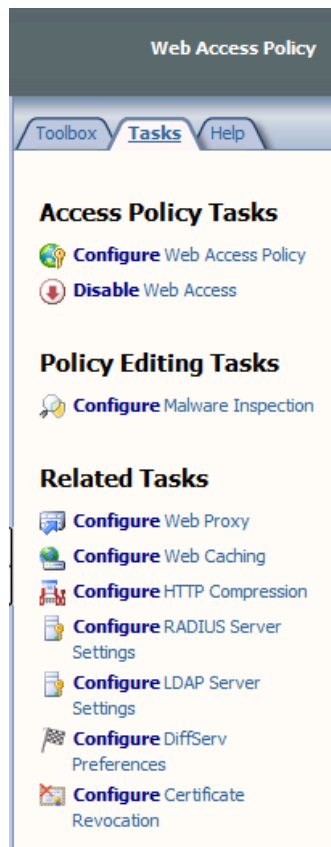 Web Access Policy
Toolbox Tasks Help
Access Policy Tasks
Configure Web Access Policy
Disable Web Access
Policy Editing Tasks
Configure Malware Inspection
Related Tasks
Configure Web Proxy
Configure Web Caching
Configure HTTP Compression
Configure RADIUS Server
Settings
Configure LDAP Server
Settings
Configure DiffServ
Preferences
Configure Certificate
Revocation